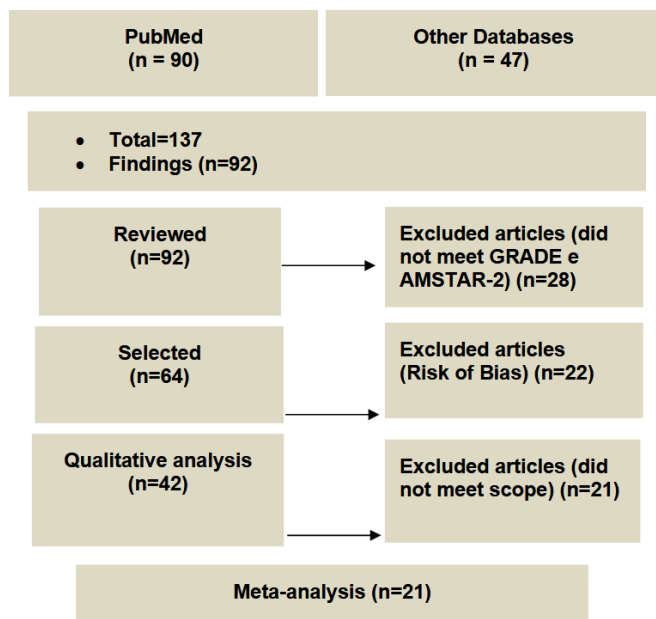 PubMed
(n = 90)
Other Databases
(n = 47)
• Total=137
• Findings (n=92)
Reviewed
(n=92)
Excluded articles (did
not meet GRADE e
AMSTAR-2) (n=28)
Selected
(n=64)
Excluded articles
(Risk of Bias) (n=22)
Qualitative analysis
(n=42)
Excluded articles (did
not meet scope) (n=21)
Meta-analysis (n=21)